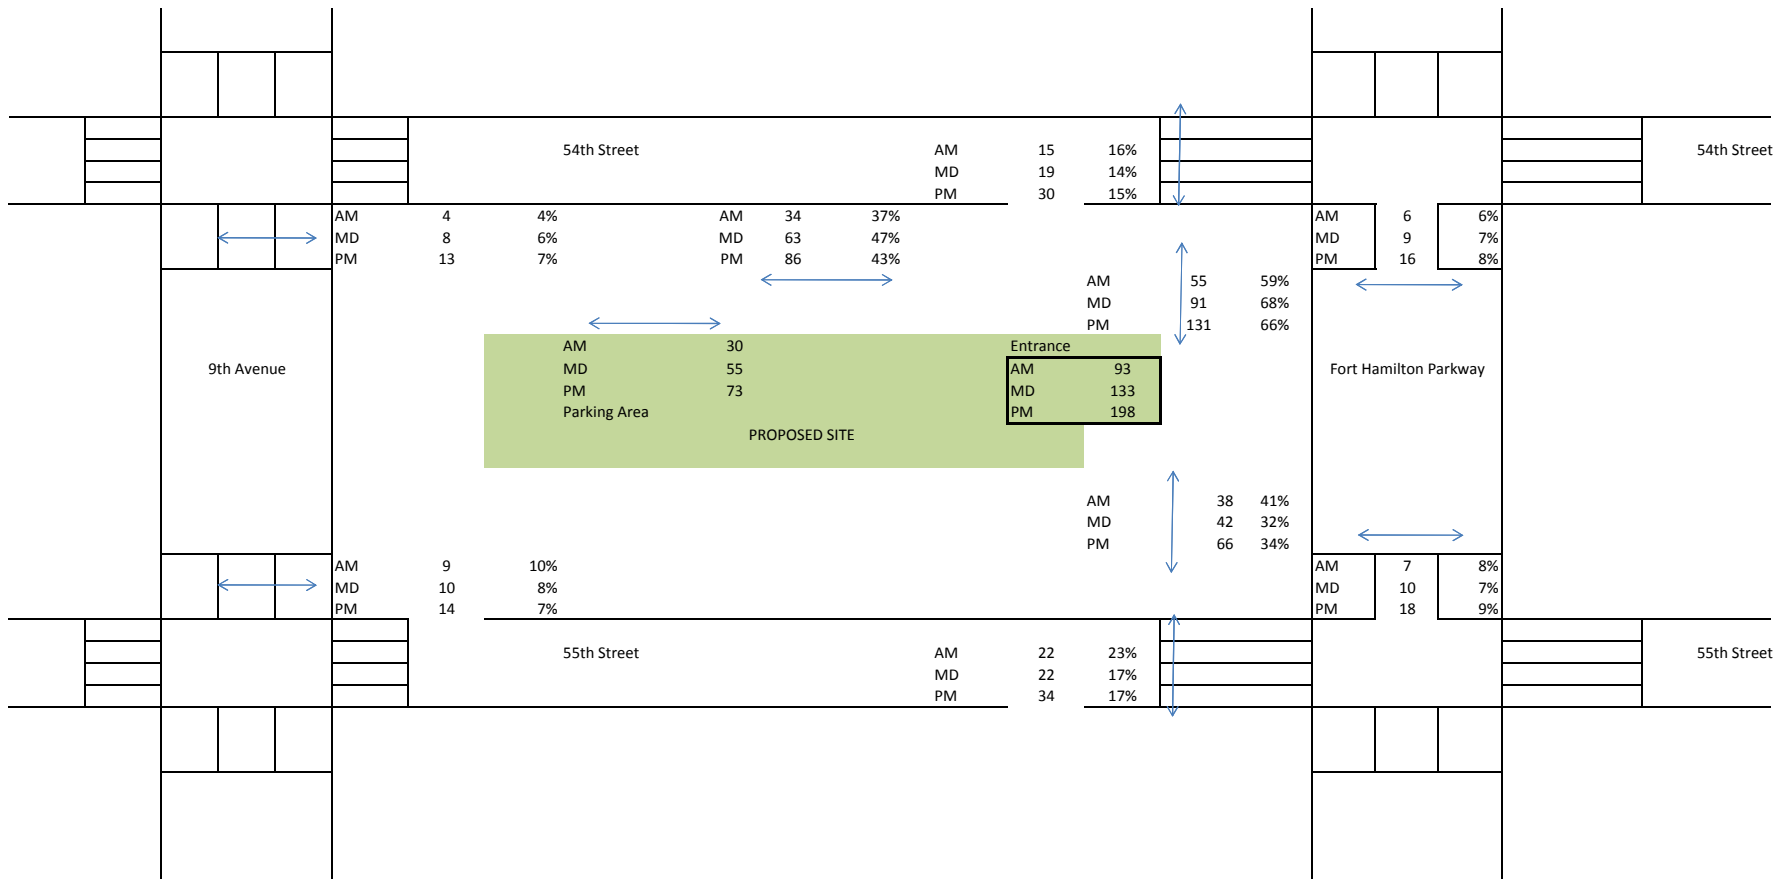 54th Street AM 15 16% 54th Street
MD 19 14%
PM 30 15%
AM 4 4% AM 34 37% AM 6 6%
MD 8 6% MD 63 47% MD 9 7%
PM 13 7% PM 86 43% PM 16 8%
AM 55 59%
MD 91 68%
PM 131 66%
AM 30 Entrance
9th Avenue MD 55 AM 93 Fort Hamilton Parkway
PM 73 MD 133
Parking Area PM 198
PROPOSED SITE
AM 38 41%
MD 42 32%
PM 66 34%
AM 9 10% AM 7 8%
MD 10 8% MD 10 7%
PM 14 7% PM 18 9%
55th Street AM 22 23% 55th Street
MD 22 17%
PM 34 17%